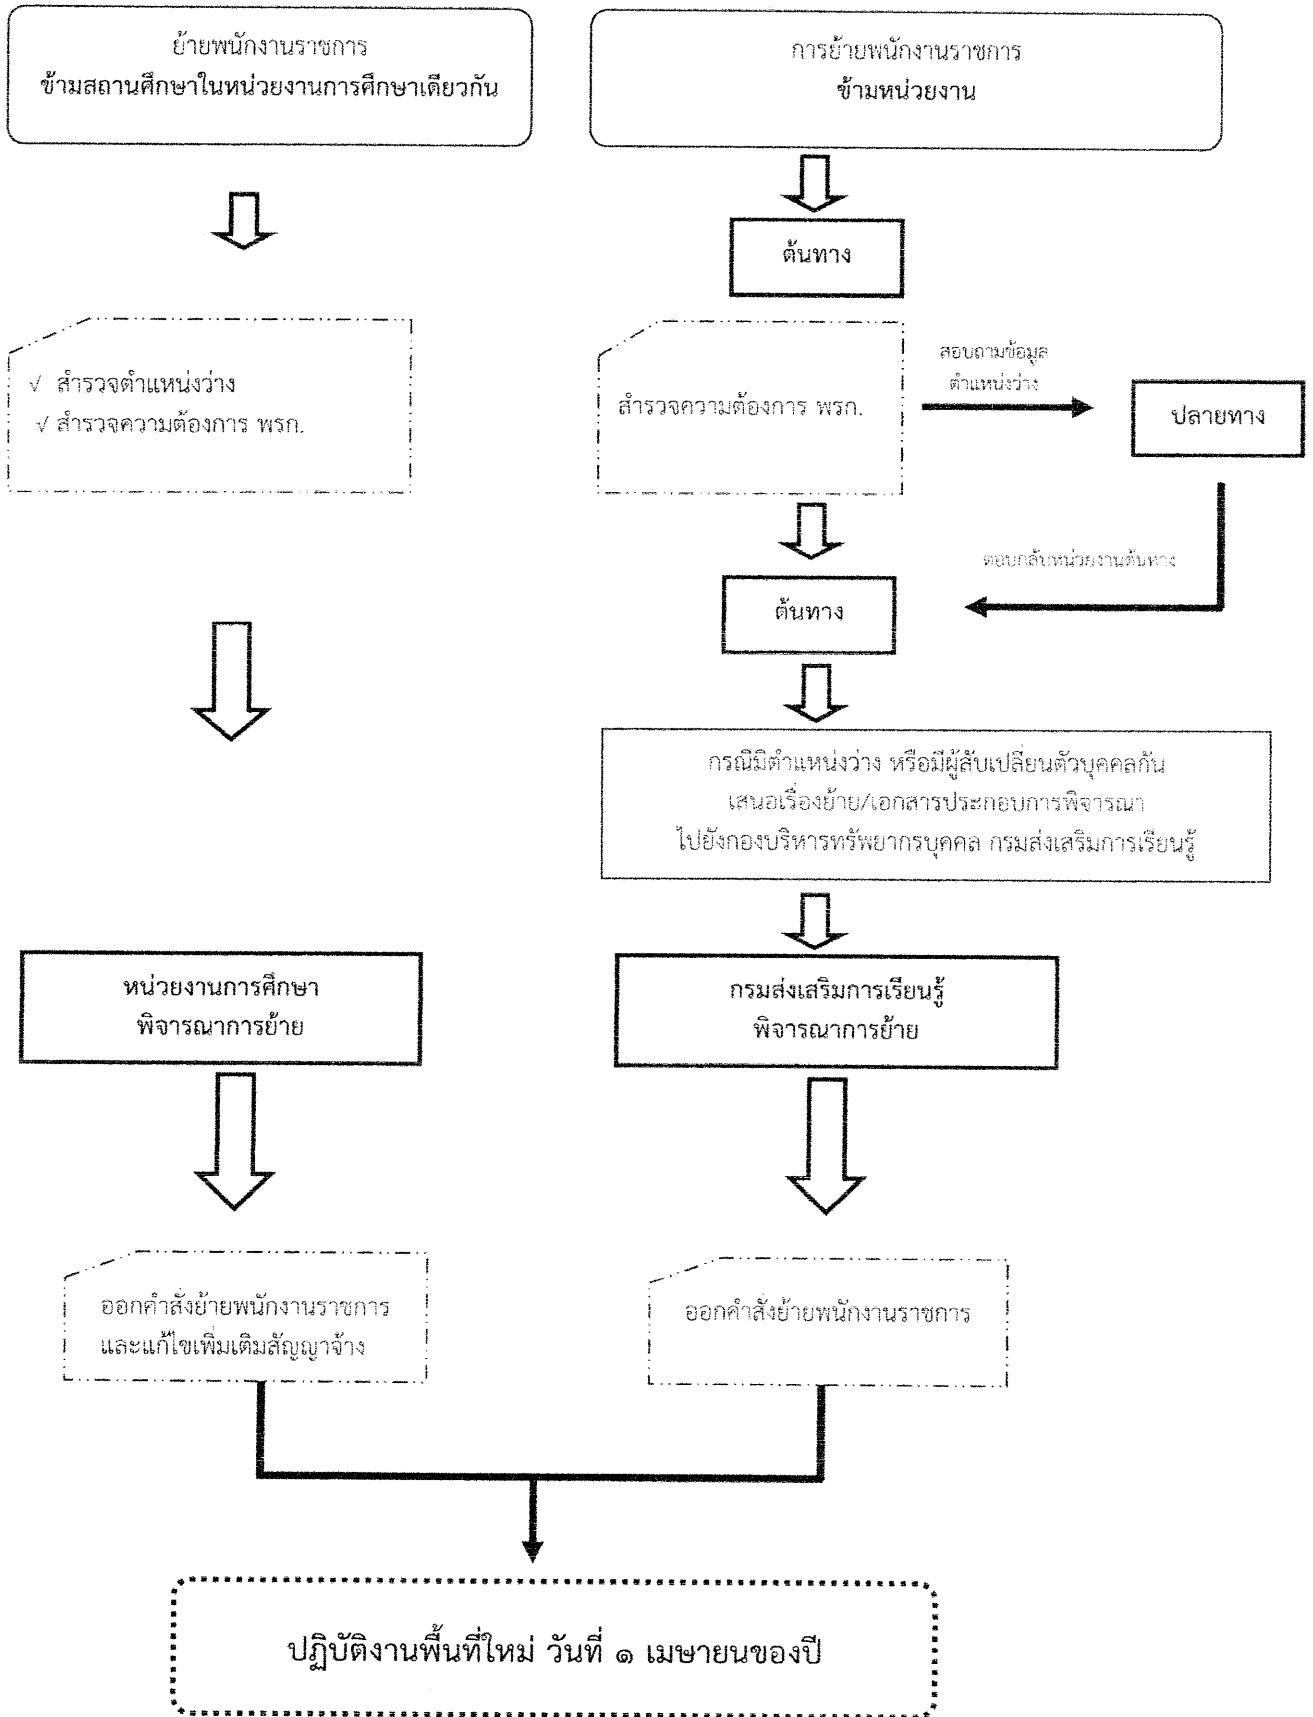 ย้ายพนักงานราชการ
ข้ามสถานศึกษาในหน่วยงานการศึกษาเดียวกัน
การย้ายพนักงานราชการ
ข้ามหน่วยงาน
ต้นทาง
√ สำรวจตำแหน่งว่าง
√ สำรวจความต้องการ พรก.
สำรวจความต้องการ พรก.
สอบถามข้อมูล
ตำแหน่งว่าง
ปลายทาง
ตอบกลับหน่วยงานต้นทาง
ต้นทาง
กรณีมีตำแหน่งว่าง หรือมีผู้สับเปลี่ยนตัวบุคคลกัน
เสนอเรื่องย้าย/เอกสารประกอบการพิจารณา
ไปยังกองบริหารทรัพยากรบุคคล กรมส่งเสริมการเรียนรู้
หน่วยงานการศึกษา
พิจารณาการย้าย
กรมส่งเสริมการเรียนรู้
พิจารณาการย้าย
ออกคำสั่งย้ายพนักงานราชการ
และแก้ไขเพิ่มเติมสัญญาจ้าง
ออกคำสั่งย้ายพนักงานราชการ
ปฏิบัติงานพื้นที่ใหม่ วันที่ ๑ เมษายนของปี